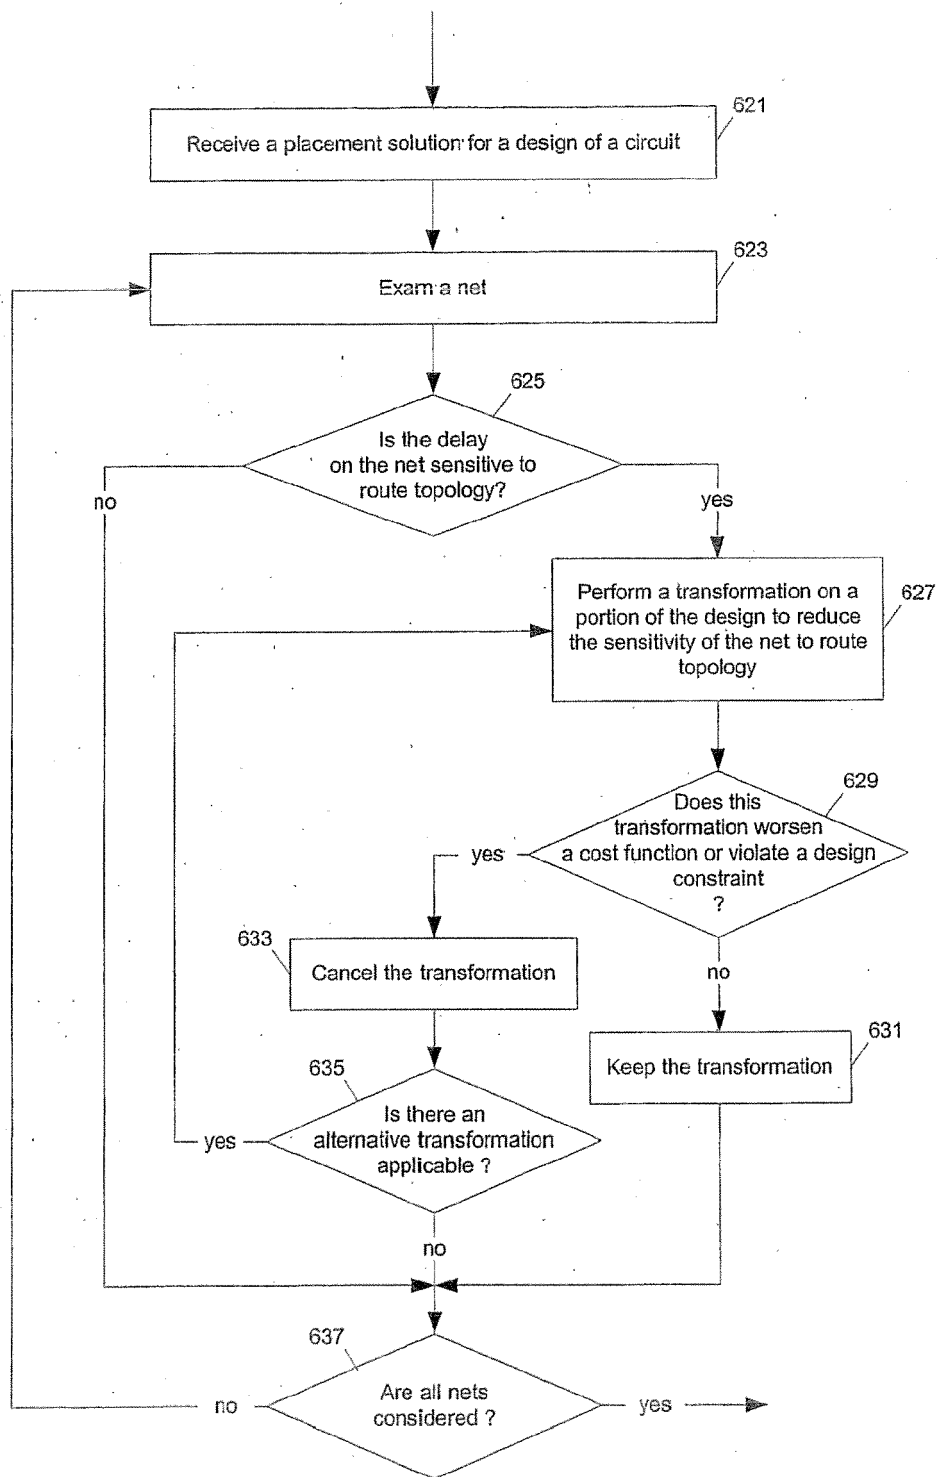 621
Receive a placement solution for a design of a circuit
623
Exam a net
625
Is the delay
on the net sensitive to
route topology?
no
yes
627
Perform a transformation on a
portion of the design to reduce
the sensitivity of the net to route
topology
629
Does this
transformation worsen
a cost function or violate a design
constraint
?
yes
633
Cancel the transformation
no
631
Keep the transformation
635
Is there an
alternative transformation
applicable ?
yes
no
637
Are all nets
considered ?
no
yes